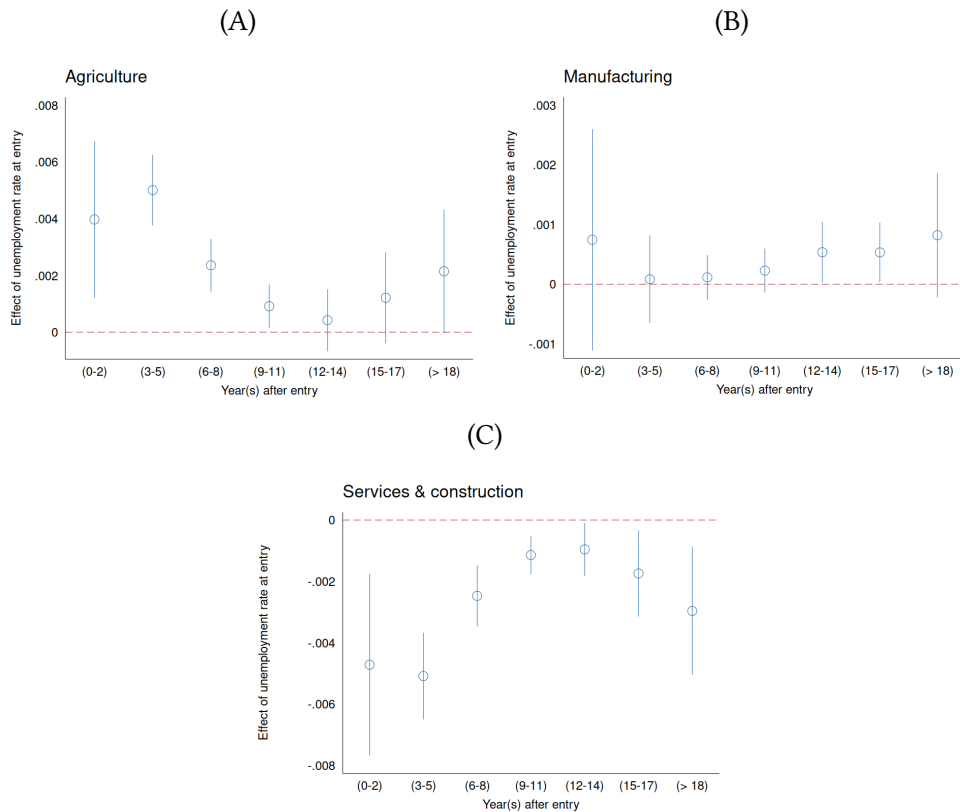 (A)
Agriculture
Effect of unemployment rate at entry
.008
.006
.004
.002
0
(0-2) (3-5) (6-8) (9-11) (12-14) (15-17) (> 18)
Year(s) after entry
(B)
Manufacturing
Effect of unemployment rate at entry
.003
.002
.001
0
-.001
(0-2) (3-5) (6-8) (9-11) (12-14) (15-17) (> 18)
Year(s) after entry
(C)
Services & construction
Effect of unemployment rate at entry
0
-.002
-.004
-.006
-.008
(0-2) (3-5) (6-8) (9-11) (12-14) (15-17) (> 18)
Year(s) after entry